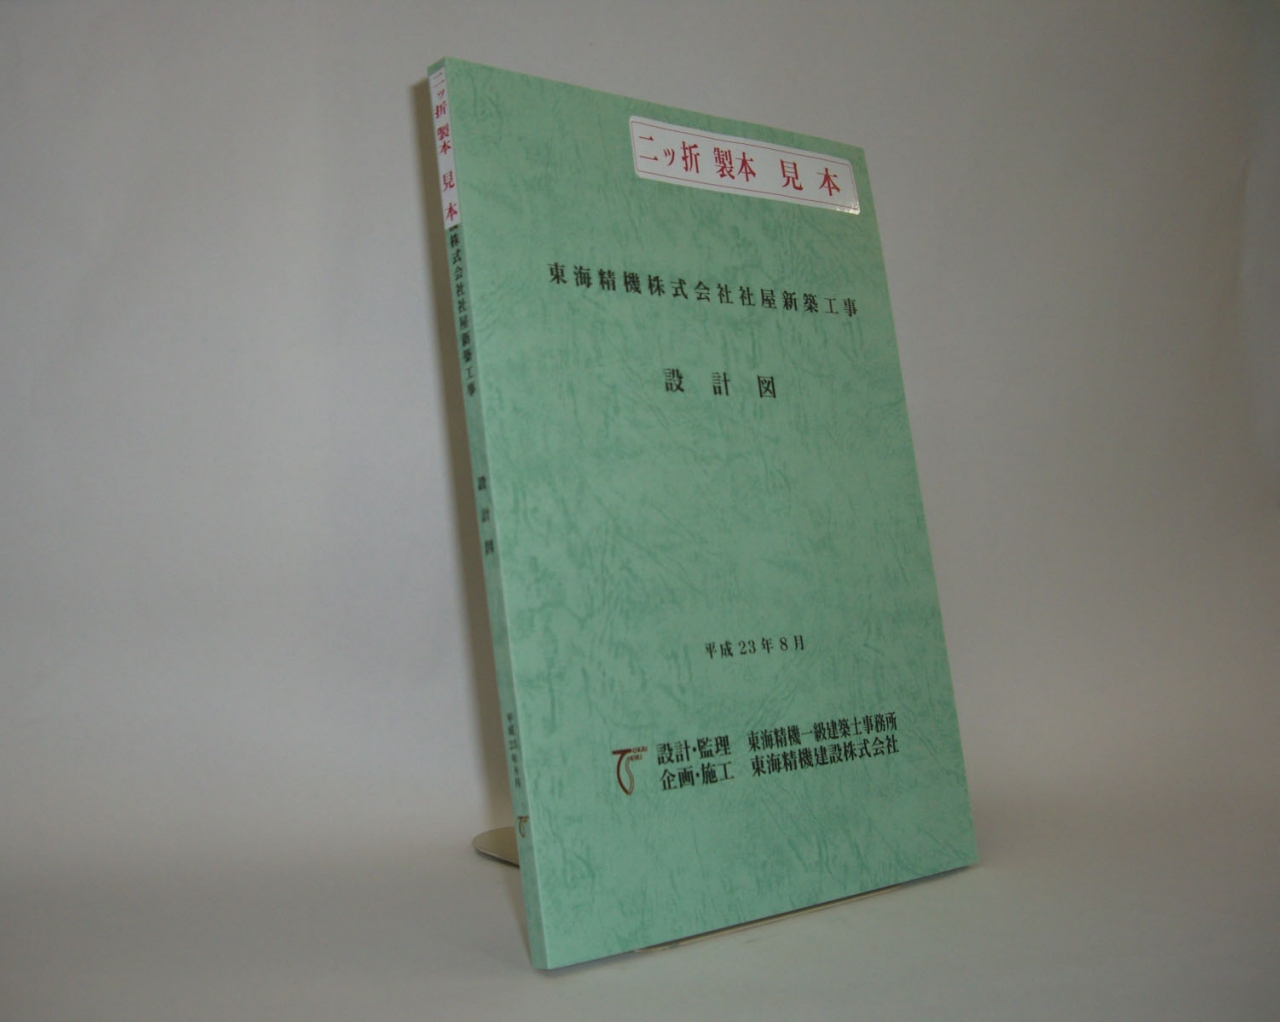 二ッ折 製本 見本
東海精機株式会社社屋新築工事
設計図
平成23年8月
設計・監理 東海精機一級建築士事務所
企画・施工 東海精機建設株式会社
二ッ折 製本 見本
株式会社社屋新築工事
設計図
平成23年8月